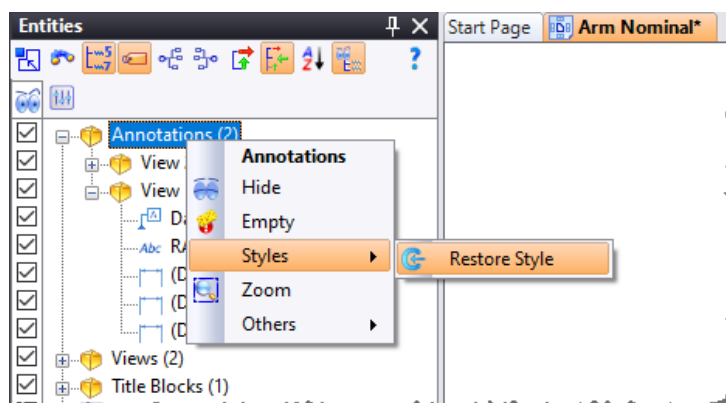 Entities
Start Page
Arm Nominal*
Annotations (2)
Annotations
View
Hide
View
Empty
Abc
Styles
Restore Style
(D
Zoom
(D
Others
(D
Views (2)
Title Blocks (1)